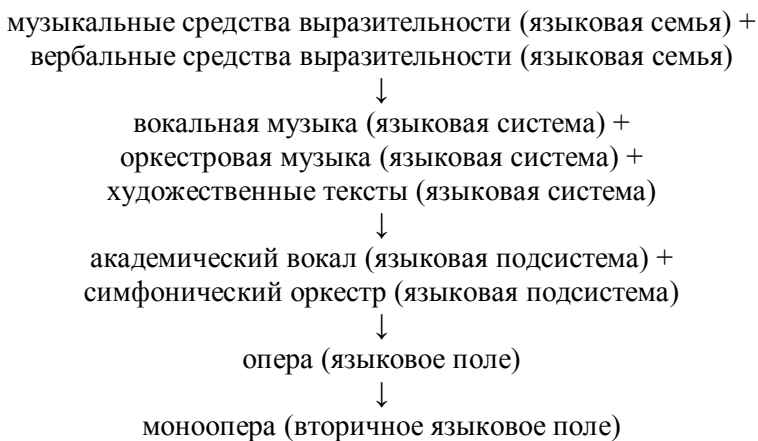 музыкальные средства выразительности (языковая семья) +
вербальные средства выразительности (языковая семья)
↓
вокальная музыка (языковая система) +
оркестровая музыка (языковая система) +
художественные тексты (языковая система)
↓
академический вокал (языковая подсистема) +
симфонический оркестр (языковая подсистема)
↓
опера (языковое поле)
↓
моноопера (вторичное языковое поле)